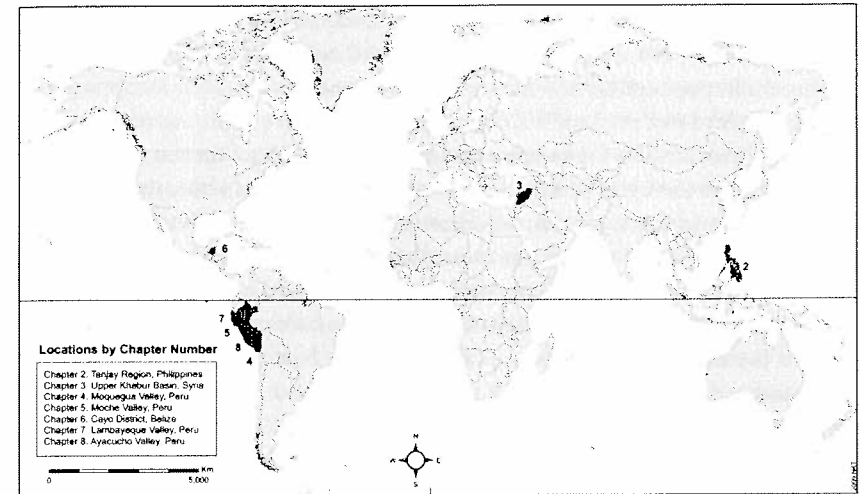 3
6
2
7
5
8
4
Locations by Chapter Number
Chapter 2. Tanjay Region, Philippines
Chapter 3 Upper Khabur Basin, Syria
Chapter 4. Moquegua Valley, Peru
Chapter 5. Moche Valley, Peru
Chapter 6. Cayo District, Belize
Chapter 7. Lambayeque Valley, Peru
Chapter 8. Ayacucho Valley, Peru
Km
0 5,000
N
W E
S